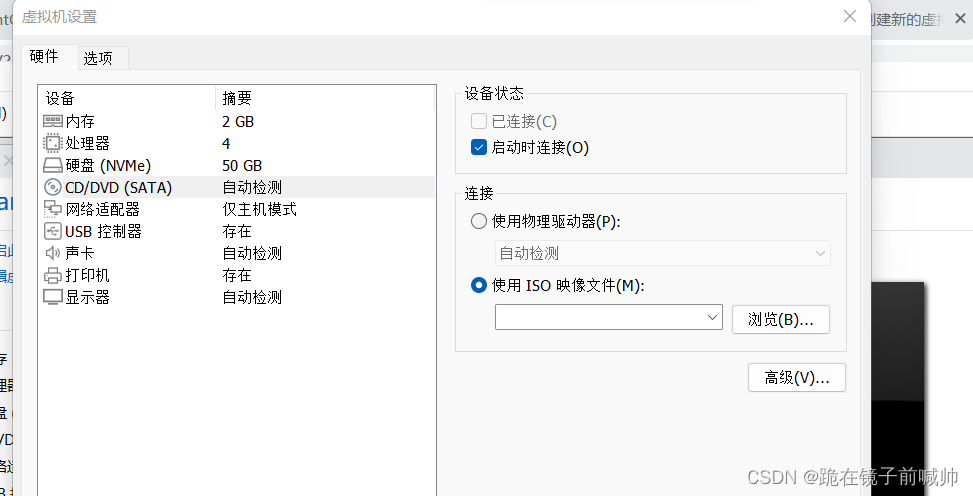 虚拟机设置
创建新的虚拟
硬件
选项
设备
摘要
内存
2 GB
处理器
4
硬盘 (NVMe)
50 GB
CD/DVD (SATA)
自动检测
网络适配器
仅主机模式
USB 控制器
存在
声卡
自动检测
打印机
存在
显示器
自动检测
设备状态
已连接(C)
启动时连接(O)
连接
使用物理驱动器(P):
自动检测
使用 ISO 映像文件(M):
浏览(B)...
高级(V)...
CSDN @跪在镜子前喊帅